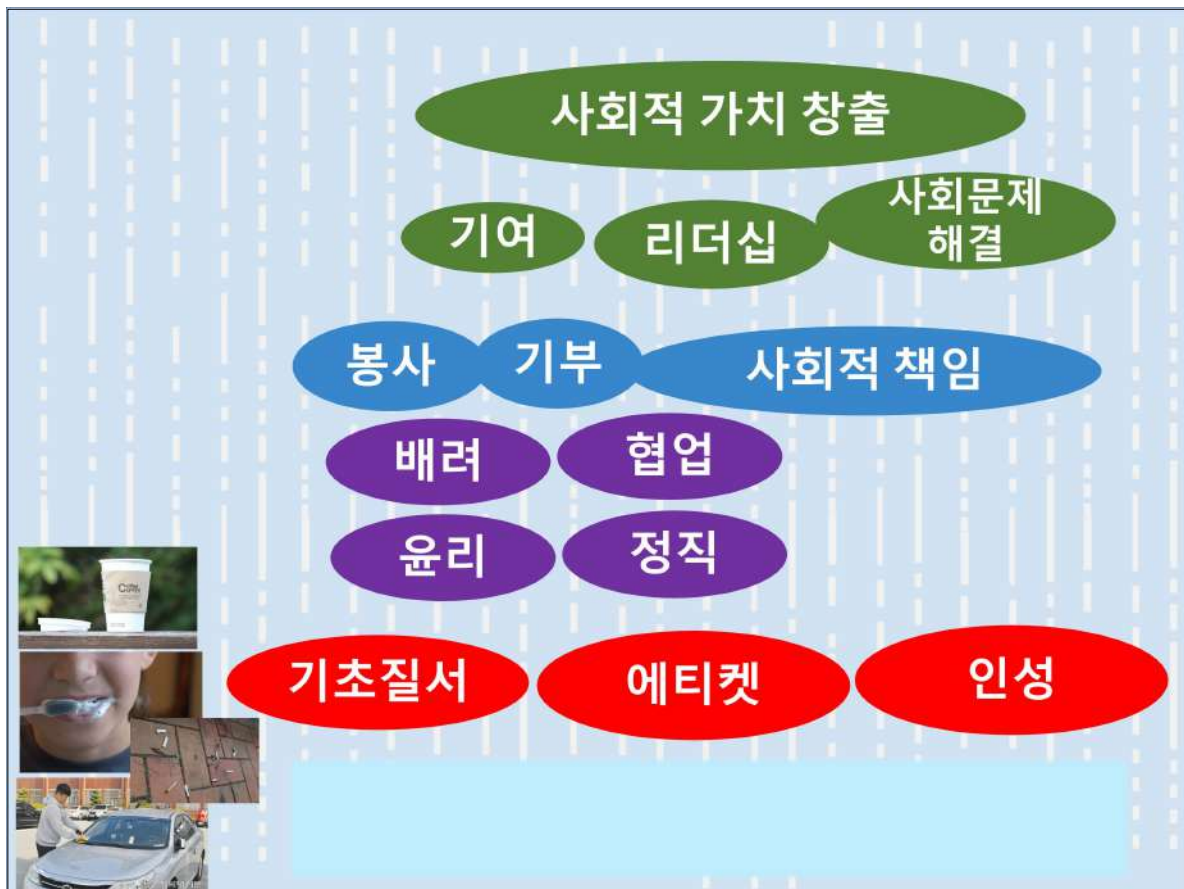 사회적 가치 창출
기여
리더십
사회문제
해결
봉사
기부
사회적 책임
배려
협업
윤리
정직
기초질서
에티켓
인성